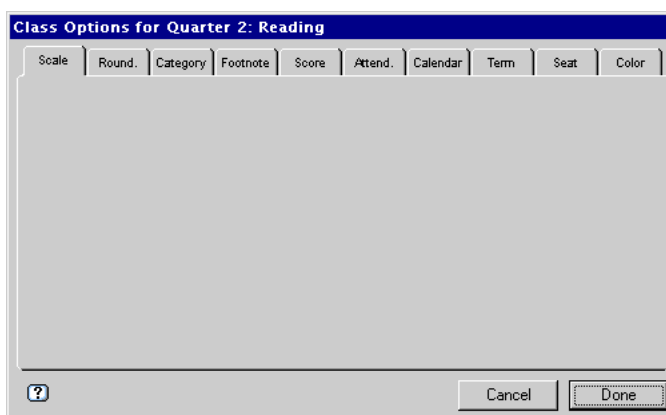 Class Options for Quarter 2: Reading
Scale Round. Category Footnote Score Attend. Calendar Term Seat Color
? Cancel Done